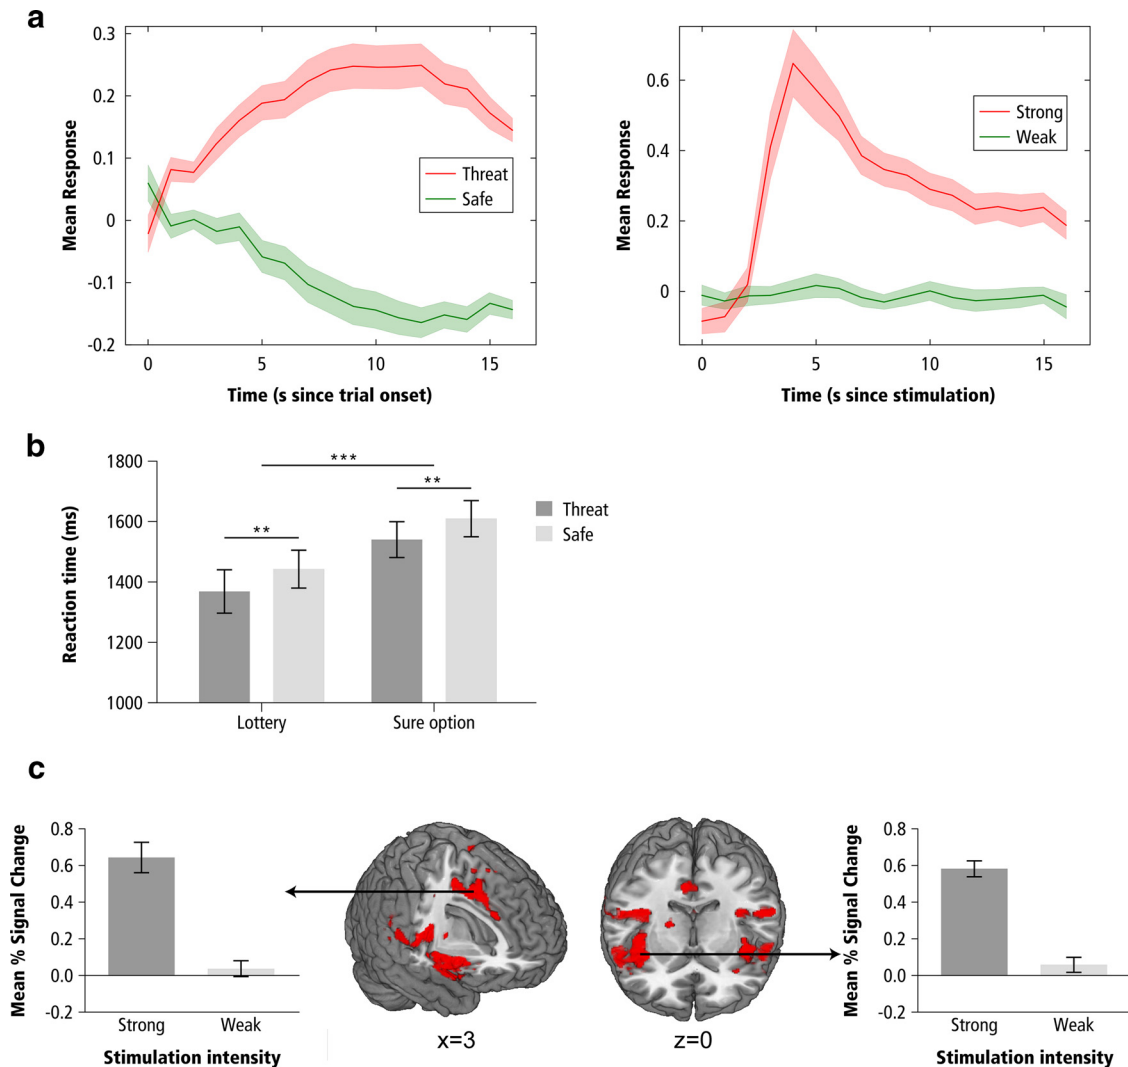 a
0.3
0.2
0.1
0
-0.1
-0.2
Mean Response
Threat
Safe
0
5
10
15
Time (s since trial onset)
0.6
0.4
0.2
0
Mean Response
Strong
Weak
0
5
10
15
Time (s since stimulation)
b
1800
1600
1400
1200
1000
Reaction time (ms)
***
**
**
Threat
Safe
Lottery
Sure option
c
0.8
0.6
0.4
0.2
0.0
-0.2
Mean % Signal Change
Strong
Weak
Stimulation intensity
x=3
z=0
0.8
0.6
0.4
0.2
0.0
-0.2
Mean % Signal Change
Strong
Weak
Stimulation intensity